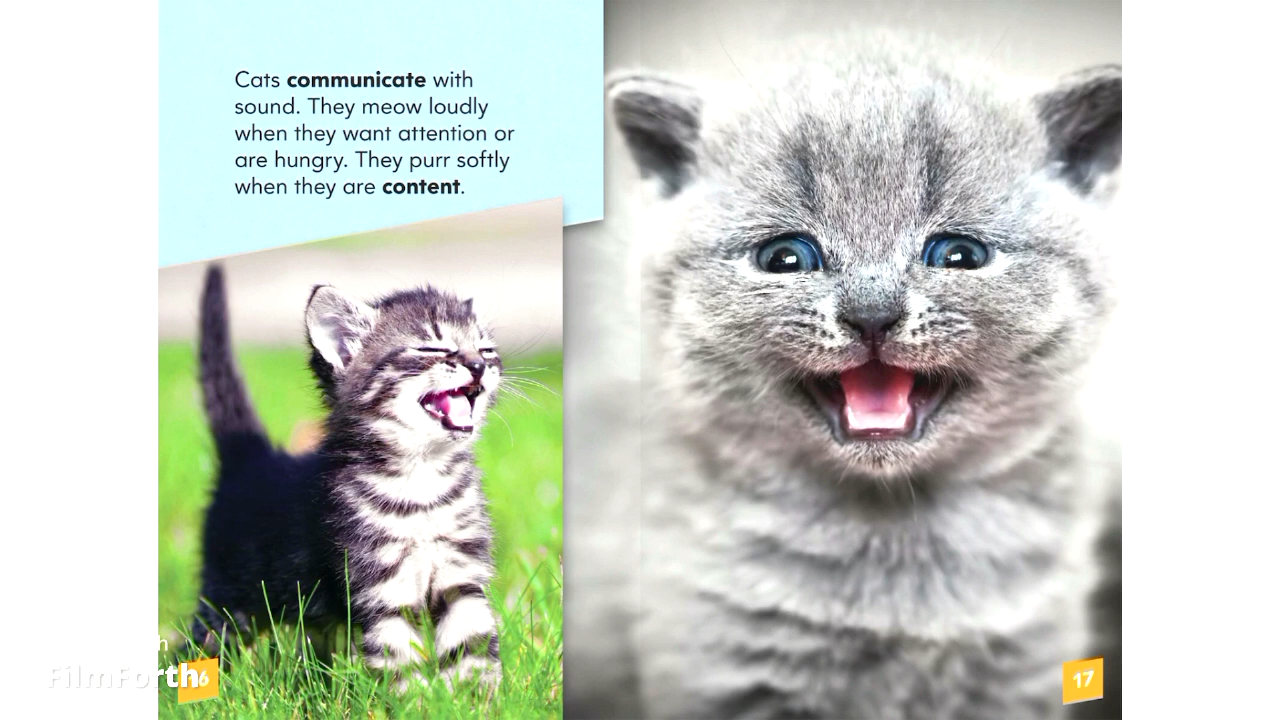 Cats communicate with
sound. They meow loudly
when they want attention or
are hungry. They purr softly
when they are content.
FilmForth
17